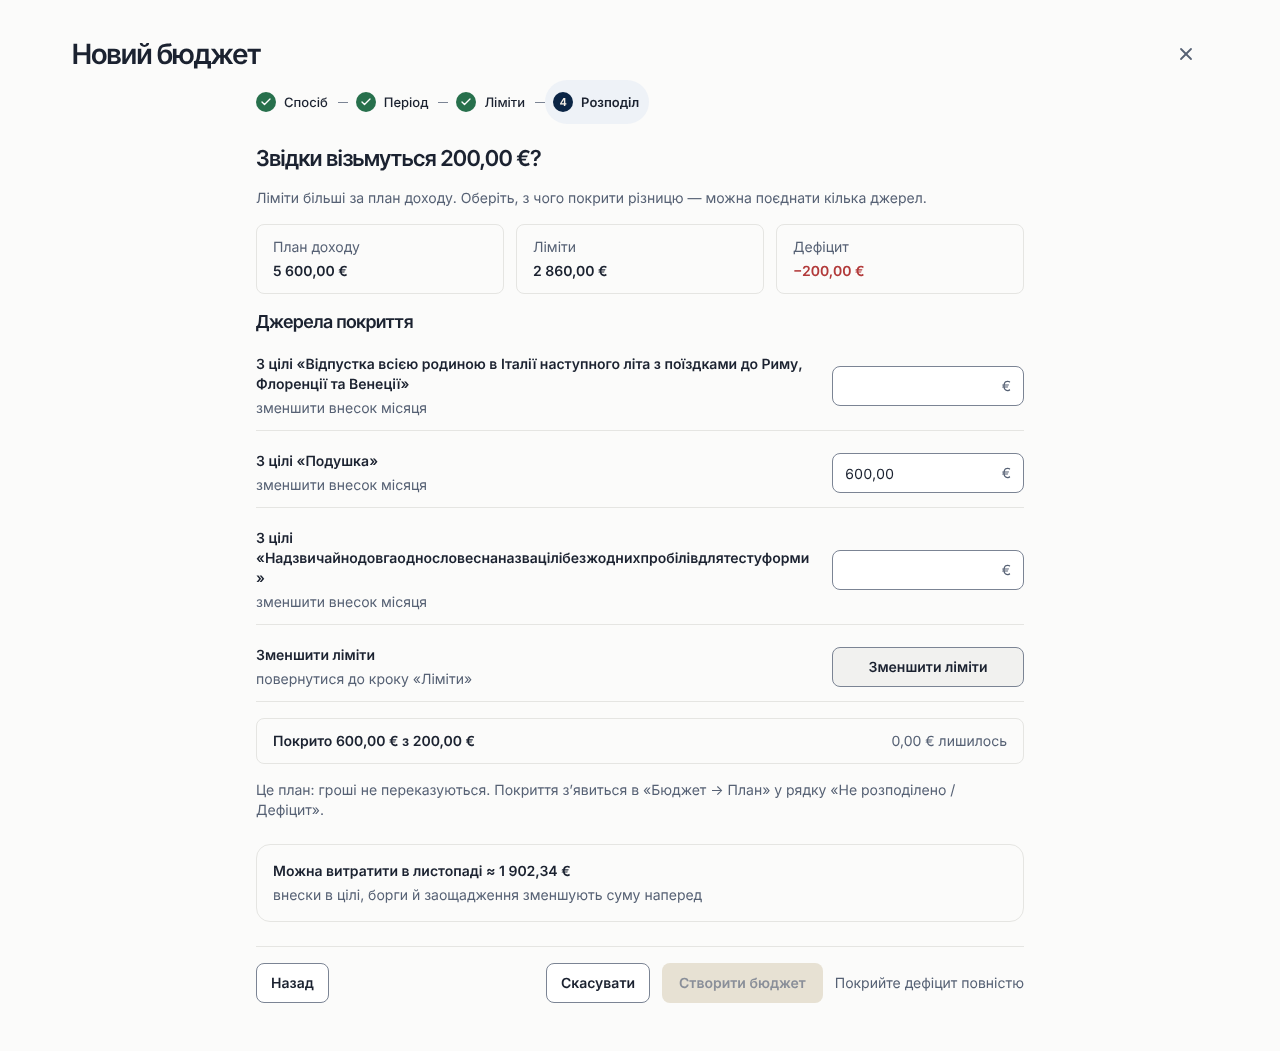 Новий бюджет
Спосіб — Період — Ліміти — 4 Розподіл
Звідки візьмуться 200,00 €?
Ліміти більші за план доходу. Оберіть, з чого покрити різницю — можна поєднати кілька джерел.
План доходу
5 600,00 €
Ліміти
2 860,00 €
Дефіцит
−200,00 €
Джерела покриття
З цілі «Відпустка всією родиною в Італії наступного літа з поїздками до Риму,
Флоренції та Венеції»
зменшити внесок місяця
€
З цілі «Подушка»
зменшити внесок місяця
600,00 €
З цілі
«Надзвичайнодовгаоднословеснаназвацілібезжоднихпробілівдлятестуформи
»
зменшити внесок місяця
€
Зменшити ліміти
повернутися до кроку «Ліміти»
Зменшити ліміти
Покрито 600,00 € з 200,00 €
0,00 € лишилось
Це план: гроші не переказуються. Покриття з’явиться в «Бюджет → План» у рядку «Не розподілено /
Дефіцит».
Можна витратити в листопаді ≈ 1 902,34 €
внески в цілі, борги й заощадження зменшують суму наперед
Назад
Скасувати
Створити бюджет
Покрийте дефіцит повністю